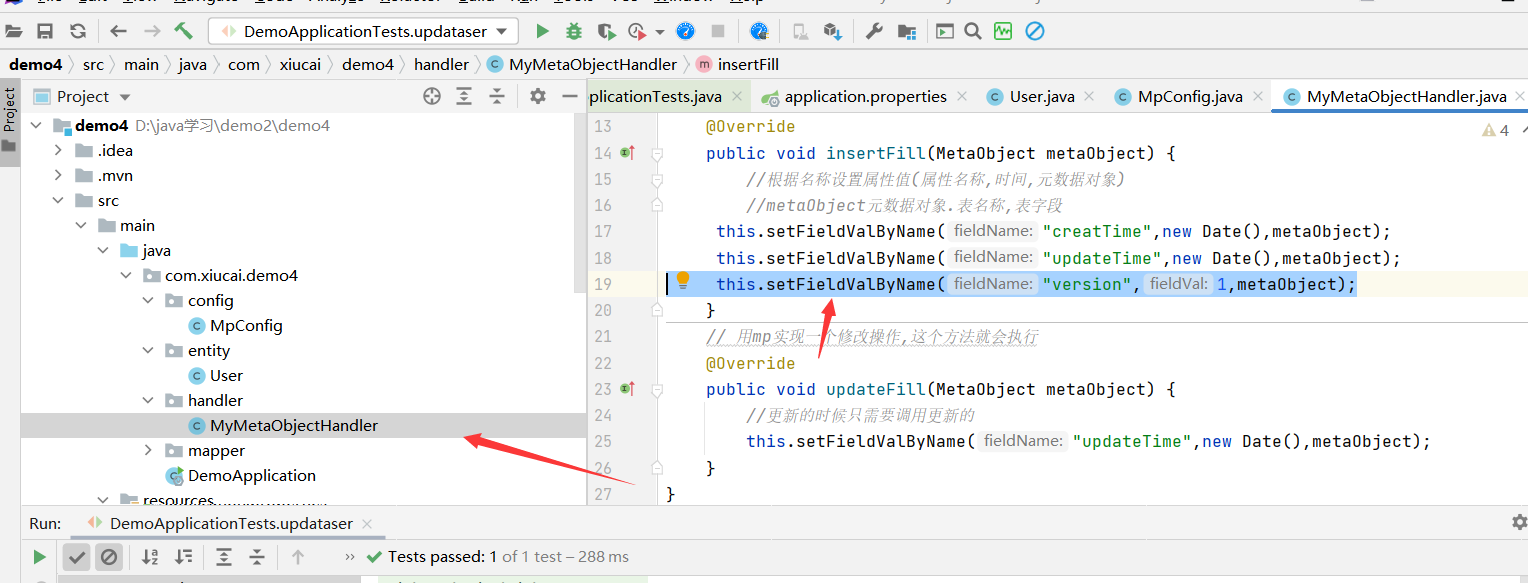 DemoApplicationTests.updataser
demo4 src main java com xiucai demo4 handler MyMetaObjectHandler insertFill
Project
Project
plicationTests.java application.properties User.java MpConfig.java MyMetaObjectHandler.java
demo4 D:\java学习\demo2\demo4
.idea
.mvn
src
main
java
com.xiucai.demo4
config
MpConfig
entity
User
handler
MyMetaObjectHandler
mapper
DemoApplication
resources
4
13 @Override
14 public void insertFill(MetaObject metaObject) {
15 //根据名称设置属性值(属性名称,时间,元数据对象)
16 //metaObject元数据对象.表名称,表字段
17 this.setFieldValByName( fieldName: "creatTime",new Date(),metaObject);
18 this.setFieldValByName( fieldName: "updateTime",new Date(),metaObject);
19 this.setFieldValByName( fieldName: "version", fieldVal: 1,metaObject);
20 }
21 // 用mp实现一个修改操作,这个方法就会执行
22 @Override
23 public void updateFill(MetaObject metaObject) {
24 //更新的时候只需要调用更新的
25 this.setFieldValByName( fieldName: "updateTime",new Date(),metaObject);
26 }
27 }
Run: DemoApplicationTests.updataser
Tests passed: 1 of 1 test – 288 ms